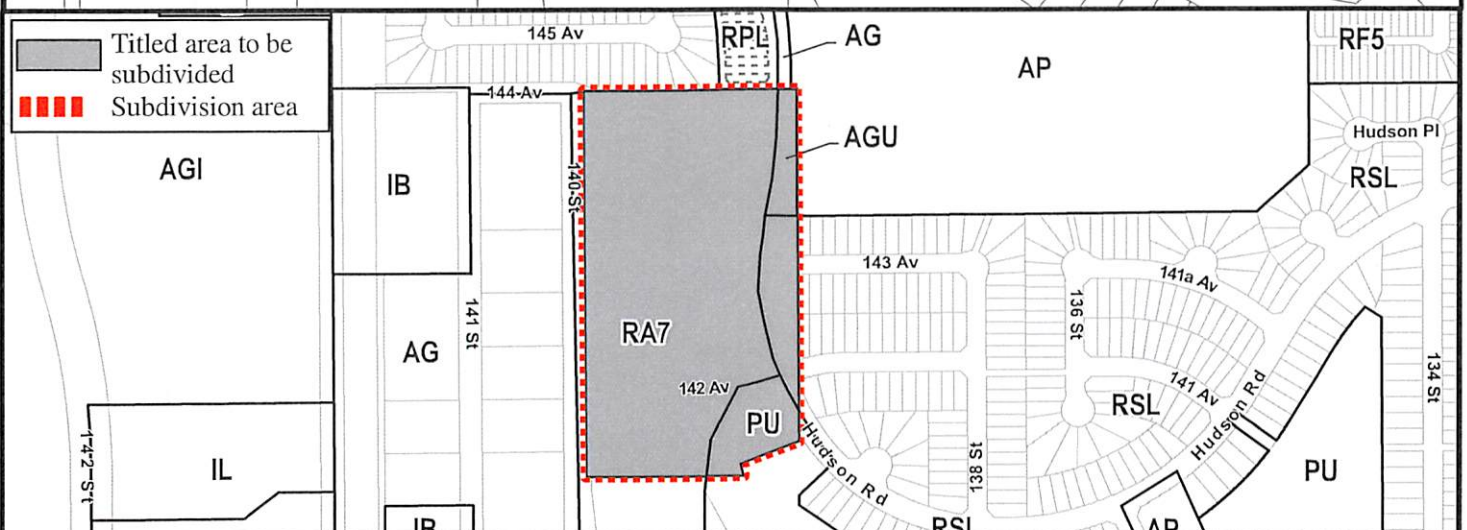 Titled area to be
subdivided
Subdivision area
145 Av
RPL
AG
AP
RF5
144 Av
AGU
Hudson Pl
AGI
IB
140 St
RSL
143 Av
141a Av
141 St
136 St
RA7
AG
134 St
142 Av
141 Av
RSL
Hudson Rd
PU
Hudson Rd
142 St
IL
138 St
PU
IB
RSL
AP